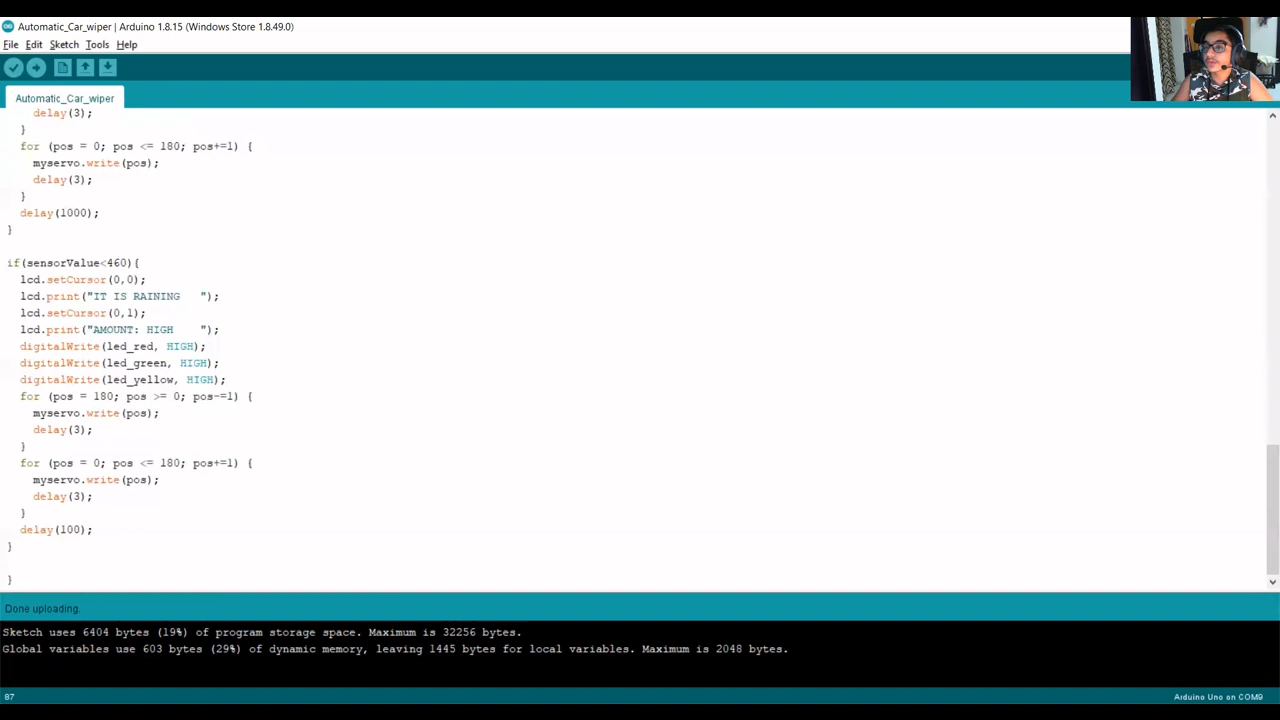 Automatic_Car_wiper | Arduino 1.8.15 (Windows Store 1.8.49.0)
File Edit Sketch Tools Help
Automatic_Car_wiper
    delay(3);
  }
  for (pos = 0; pos <= 180; pos+=1) {
    myservo.write(pos);
    delay(3);
  }
  delay(1000);
}
if(sensorValue<460){
  lcd.setCursor(0,0);
  lcd.print("IT IS RAINING   ");
  lcd.setCursor(0,1);
  lcd.print("AMOUNT: HIGH    ");
  digitalWrite(led_red, HIGH);
  digitalWrite(led_green, HIGH);
  digitalWrite(led_yellow, HIGH);
  for (pos = 180; pos >= 0; pos-=1) {
    myservo.write(pos);
    delay(3);
  }
  for (pos = 0; pos <= 180; pos+=1) {
    myservo.write(pos);
    delay(3);
  }
  delay(100);
}
}
Done uploading.
Sketch uses 6404 bytes (19%) of program storage space. Maximum is 32256 bytes.
Global variables use 603 bytes (29%) of dynamic memory, leaving 1445 bytes for local variables. Maximum is 2048 bytes.
87 Arduino Uno on COM9